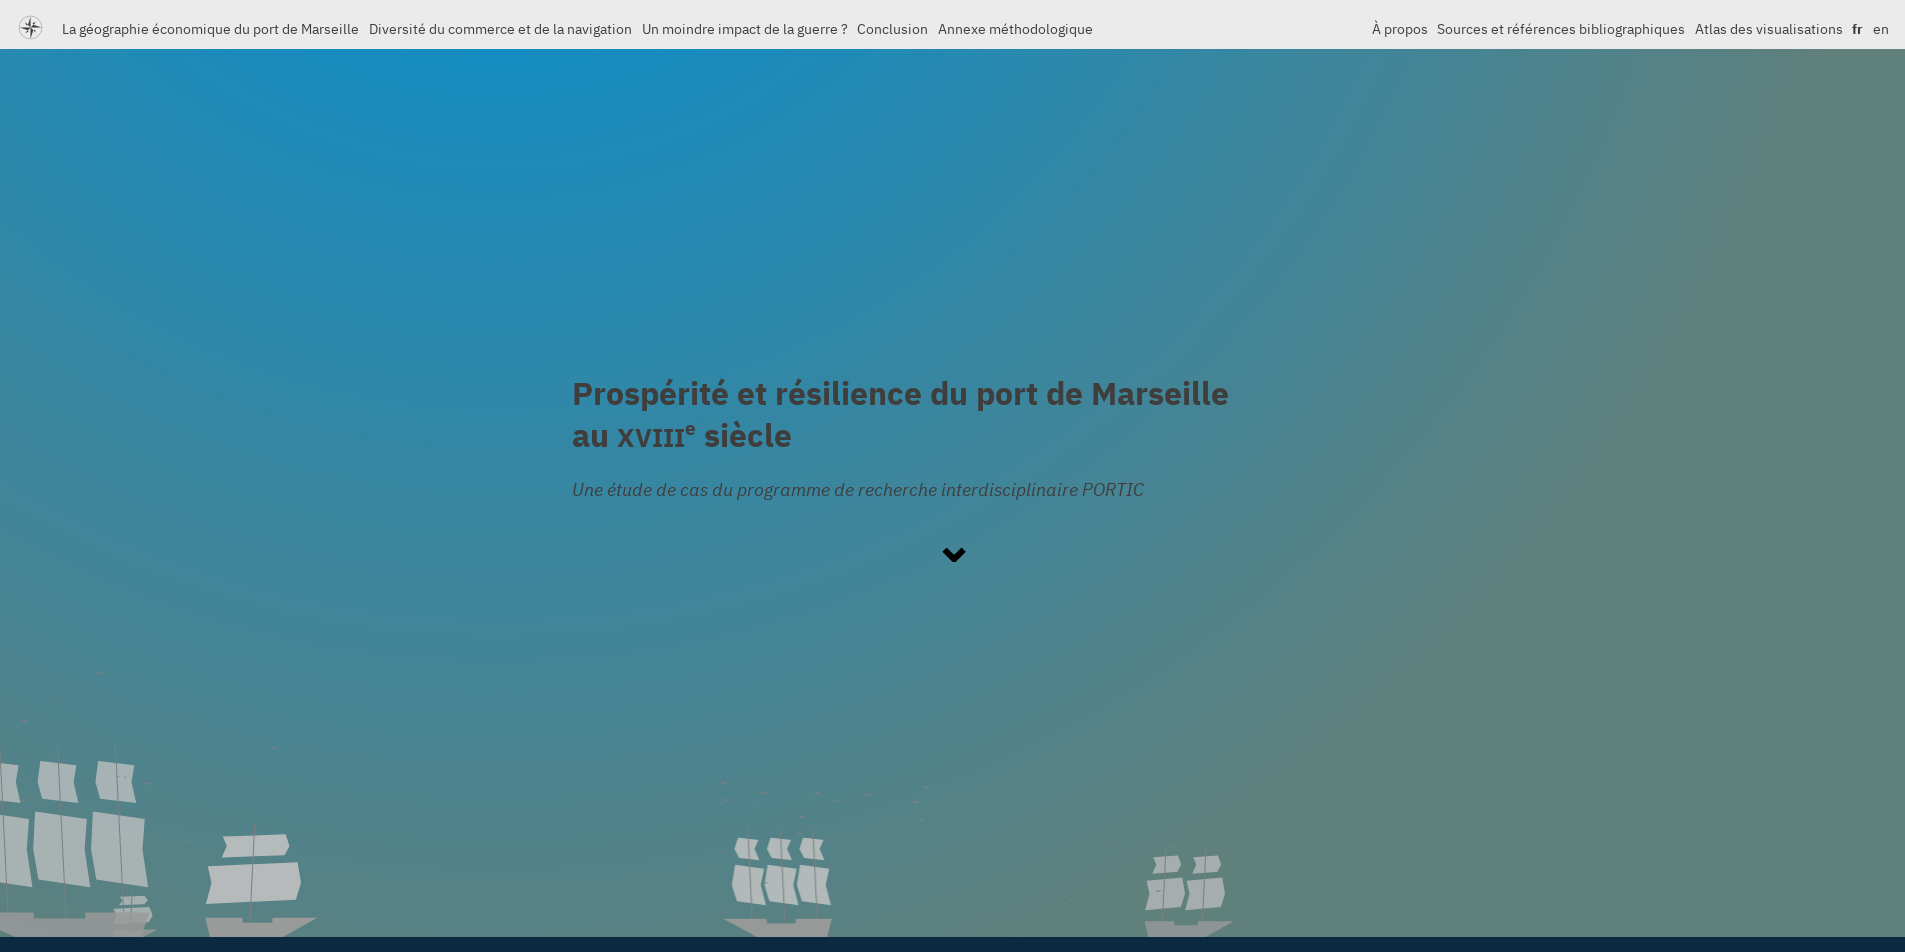 La géographie économique du port de Marseille Diversité du commerce et de la navigation Un moindre impact de la guerre ? Conclusion Annexe méthodologique À propos Sources et références bibliographiques Atlas des visualisations fr en
Prospérité et résilience du port de Marseille
au XVIIIe siècle
Une étude de cas du programme de recherche interdisciplinaire PORTIC